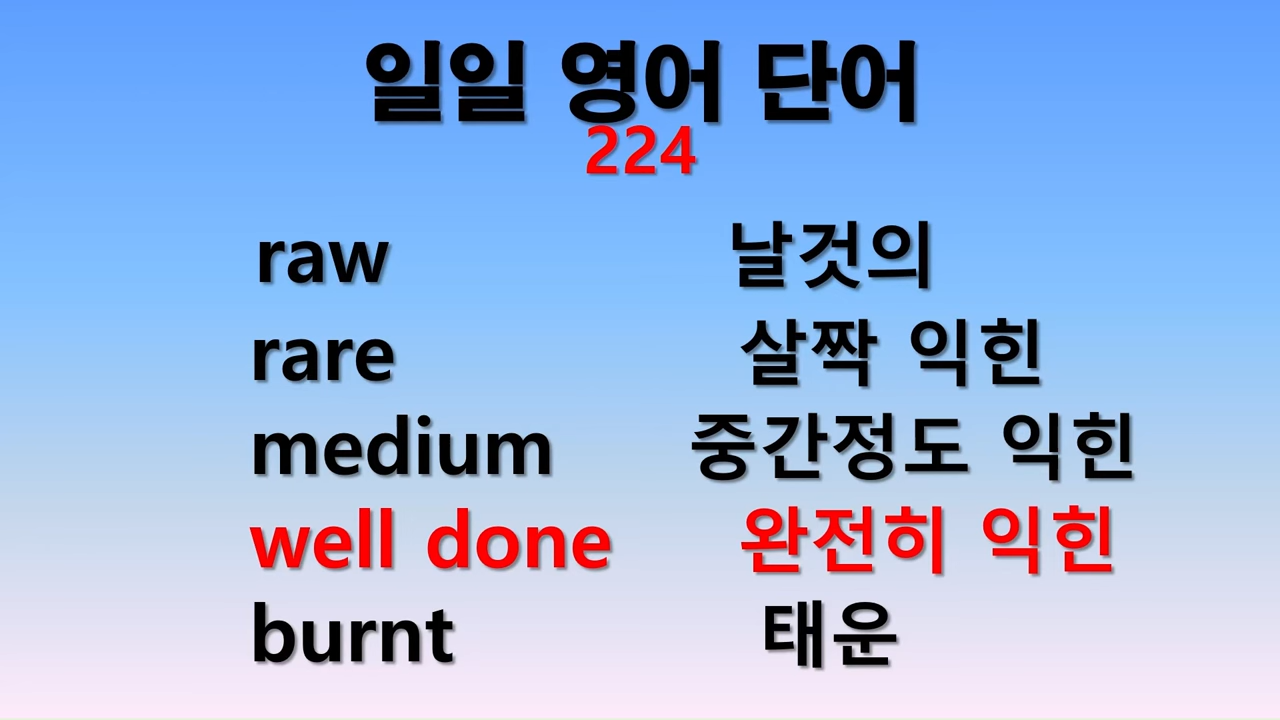 일일 영어 단어
224
raw 날것의
rare 살짝 익힌
medium 중간정도 익힌
well done 완전히 익힌
burnt 태운